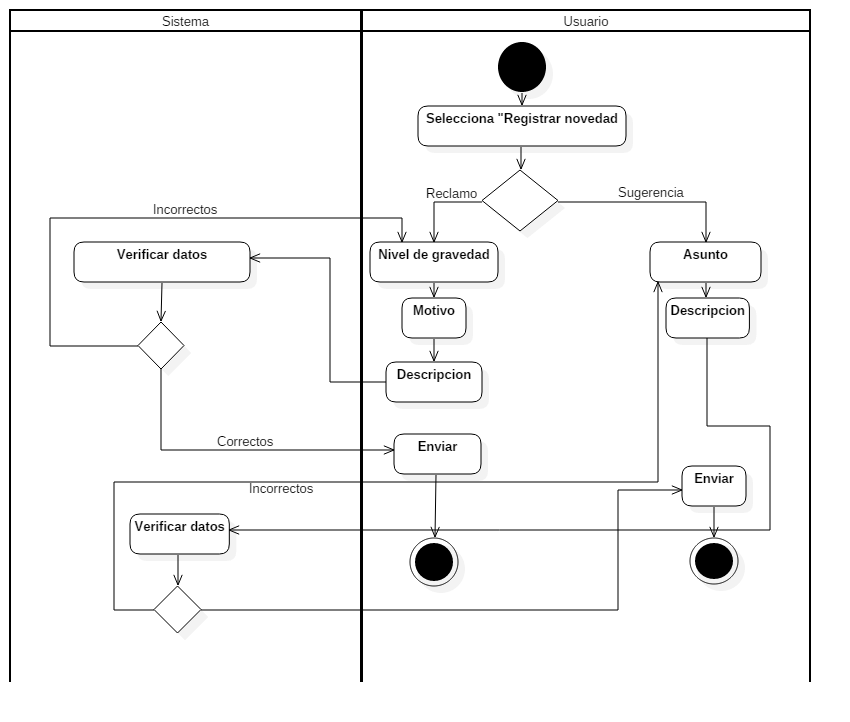 Sistema
Usuario
Selecciona "Registrar novedad
Reclamo
Sugerencia
Incorrectos
Verificar datos
Nivel de gravedad
Asunto
Motivo
Descripcion
Descripcion
Correctos
Enviar
Incorrectos
Enviar
Verificar datos